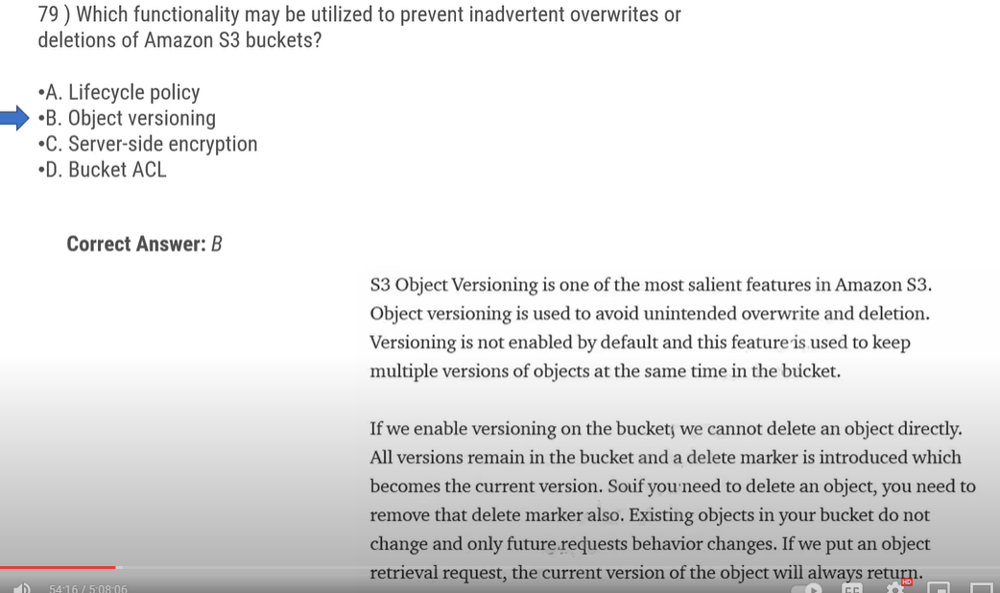 79 ) Which functionality may be utilized to prevent inadvertent overwrites or
deletions of Amazon S3 buckets?
•A. Lifecycle policy
•B. Object versioning
•C. Server-side encryption
•D. Bucket ACL
Correct Answer: B
S3 Object Versioning is one of the most salient features in Amazon S3.
Object versioning is used to avoid unintended overwrite and deletion.
Versioning is not enabled by default and this feature is used to keep
multiple versions of objects at the same time in the bucket.
If we enable versioning on the bucket, we cannot delete an object directly.
All versions remain in the bucket and a delete marker is introduced which
becomes the current version. So if you need to delete an object, you need to
remove that delete marker also. Existing objects in your bucket do not
change and only future requests behavior changes. If we put an object
retrieval request, the current version of the object will always return.
54:16 / 5:08:06
CC
HD